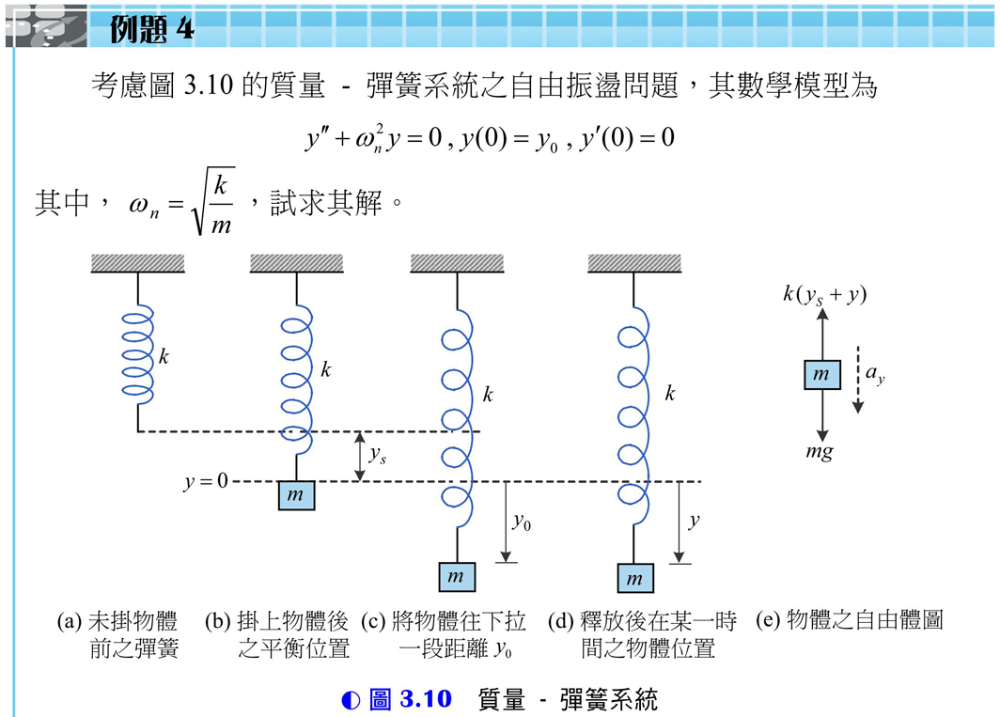 例題 4
考慮圖 3.10 的質量 - 彈簧系統之自由振盪問題，其數學模型為
y″ + ωₙ² y = 0 , y(0) = y₀ , y′(0) = 0
其中， ωₙ = √(k/m) ，試求其解。
k
k
k
k
k(yₛ + y)
m
a_y
mg
yₛ
y = 0
m
y₀
y
m
m
(a) 未掛物體
前之彈簧
(b) 掛上物體後
之平衡位置
(c) 將物體往下拉
一段距離 y₀
(d) 釋放後在某一時
間之物體位置
(e) 物體之自由體圖
圖 3.10 質量 - 彈簧系統